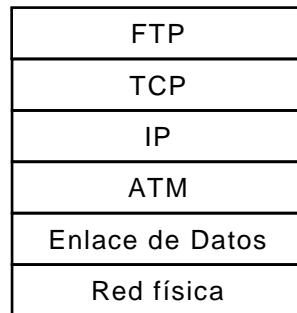 FTP
TCP
IP
ATM
Enlace de Datos
Red física